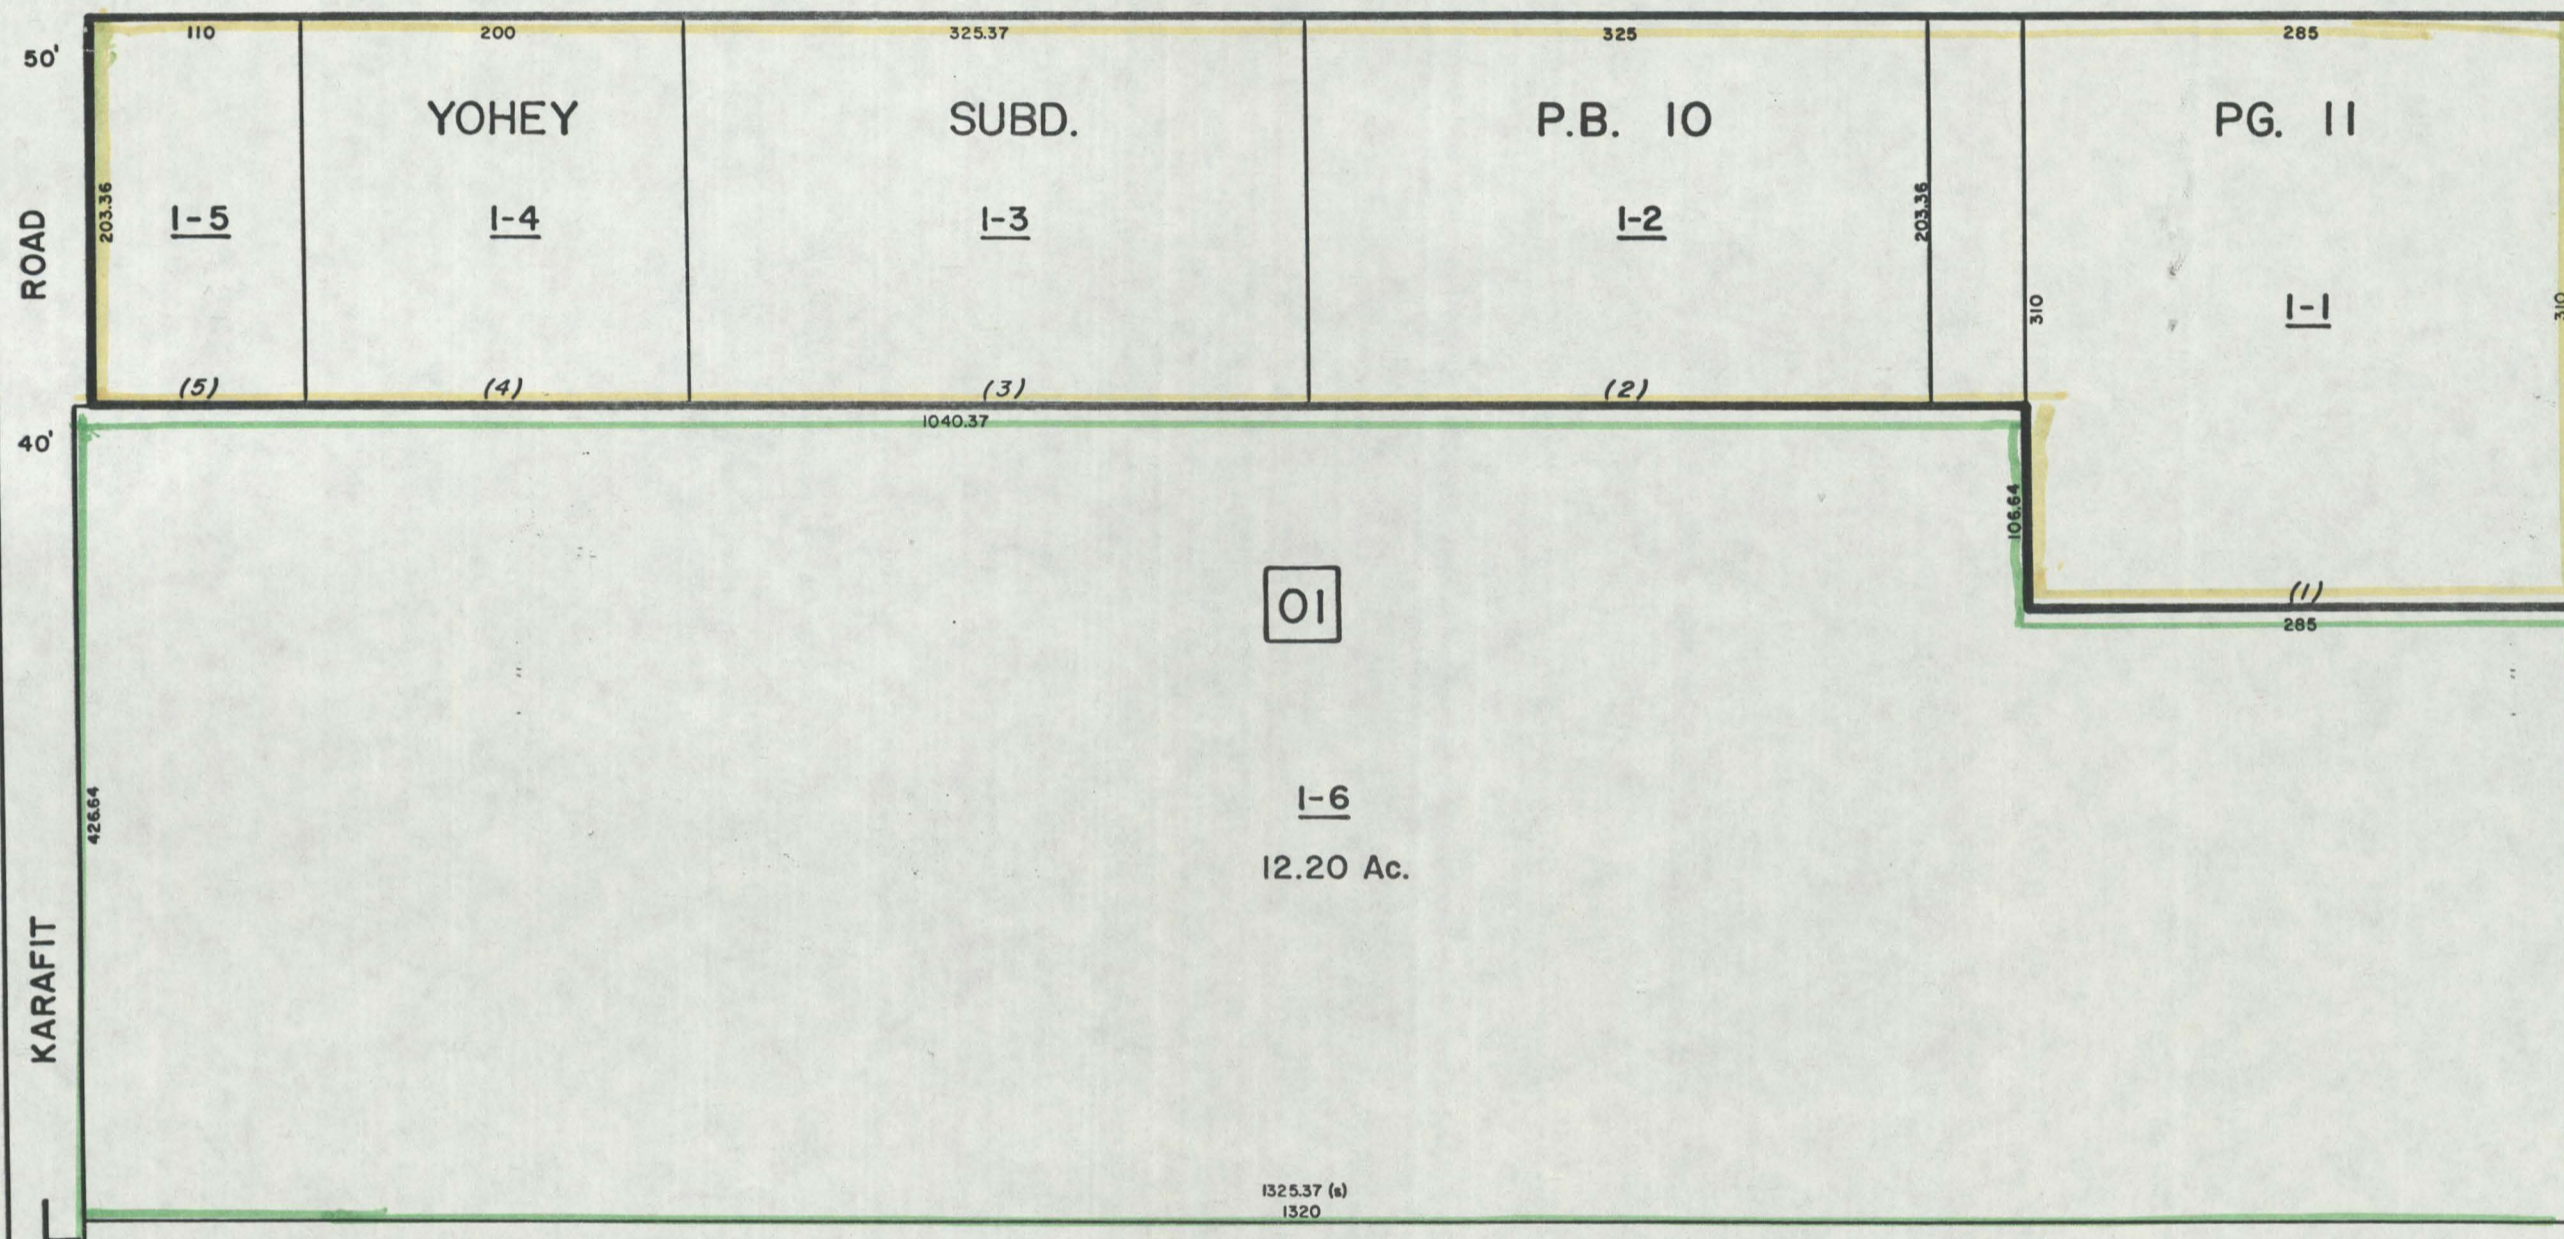 110 200 325.37 325 285
50'
YOHEY SUBD. P.B. 10 PG. 11
203.36
203.36
1-5 1-4 1-3 1-2
ROAD
310
1-1
310
(5) (4) (3) (2)
1040.37
40'
106.64
(1)
285
01
1-6
12.20 Ac.
426.64
KARAFIT
1325.37 (s)
1320